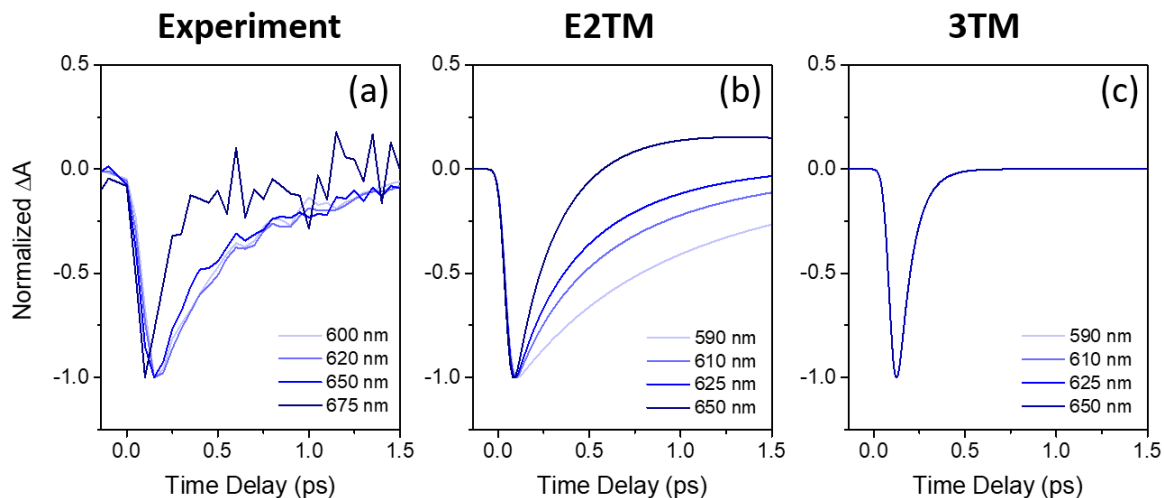 Experiment
E2TM
3TM
Normalized ΔA
0.5
0.0
-0.5
-1.0
(a)
600 nm
620 nm
650 nm
675 nm
0.0 0.5 1.0 1.5
Time Delay (ps)
0.5
0.0
-0.5
-1.0
(b)
590 nm
610 nm
625 nm
650 nm
0.0 0.5 1.0 1.5
Time Delay (ps)
0.5
0.0
-0.5
-1.0
(c)
590 nm
610 nm
625 nm
650 nm
0.0 0.5 1.0 1.5
Time Delay (ps)